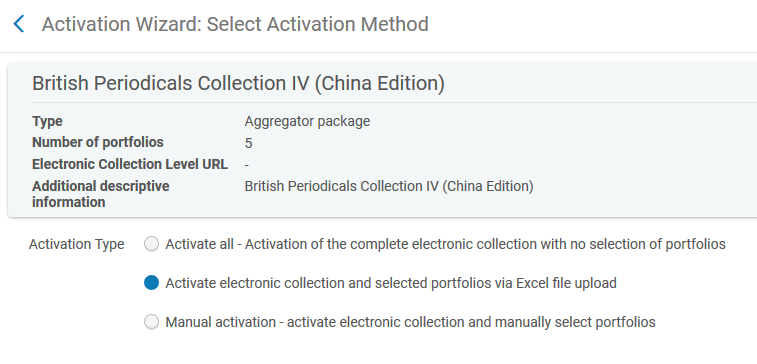 Activation Wizard: Select Activation Method
British Periodicals Collection IV (China Edition)
Type Aggregator package
Number of portfolios 5
Electronic Collection Level URL -
Additional descriptive British Periodicals Collection IV (China Edition)
information
Activation Type Activate all - Activation of the complete electronic collection with no selection of portfolios
Activate electronic collection and selected portfolios via Excel file upload
Manual activation - activate electronic collection and manually select portfolios